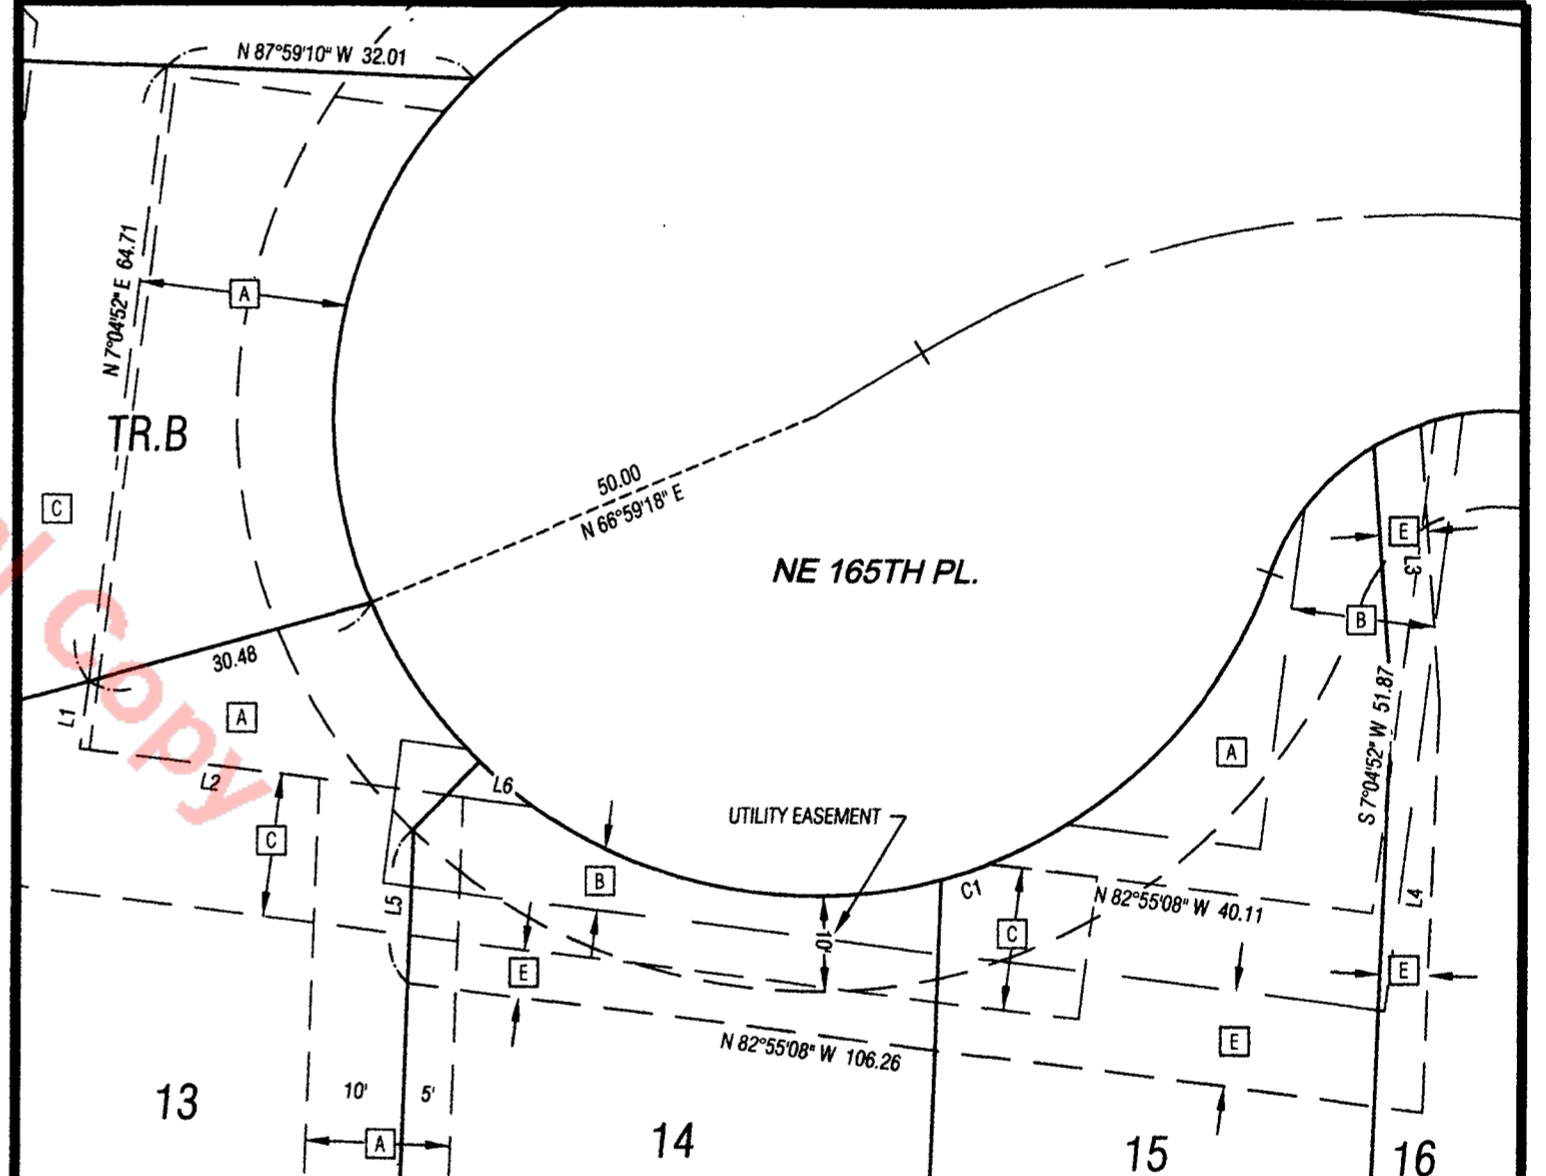 N 87°59'10" W 32.01
N 7°04'52" E 64.71
A
TR.B
C
50.00
N 66°59'18" E
NE 165TH PL.
E
L3
B
30.48
L1
A
L2
L6
UTILITY EASEMENT
A
S 7°04'52" W 51.87
C
B
L5
C1
N 82°55'08" W 40.11
L4
C
10'
E
E
E
N 82°55'08" W 106.26
10'
5'
13
14
15
16
A
Copy